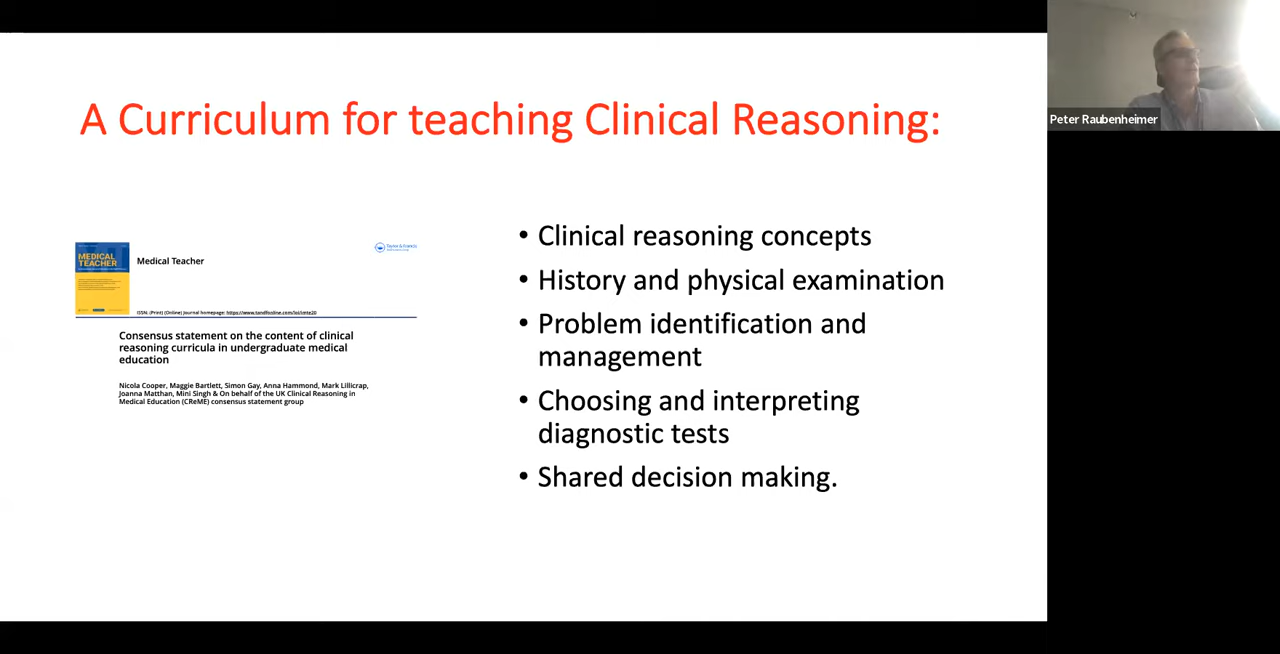 A Curriculum for teaching Clinical Reasoning:
Peter Raubenheimer
MEDICAL
TEACHER
Medical Teacher
Taylor & Francis
ISSN: (Print) (Online) Journal homepage: https://www.tandfonline.com/loi/imte20
Consensus statement on the content of clinical
reasoning curricula in undergraduate medical
education
Nicola Cooper, Maggie Bartlett, Simon Gay, Anna Hammond, Mark Lillicrap,
Joanna Matthan, Mini Singh & On behalf of the UK Clinical Reasoning in
Medical Education (CReME) consensus statement group
• Clinical reasoning concepts
• History and physical examination
• Problem identification and
management
• Choosing and interpreting
diagnostic tests
• Shared decision making.